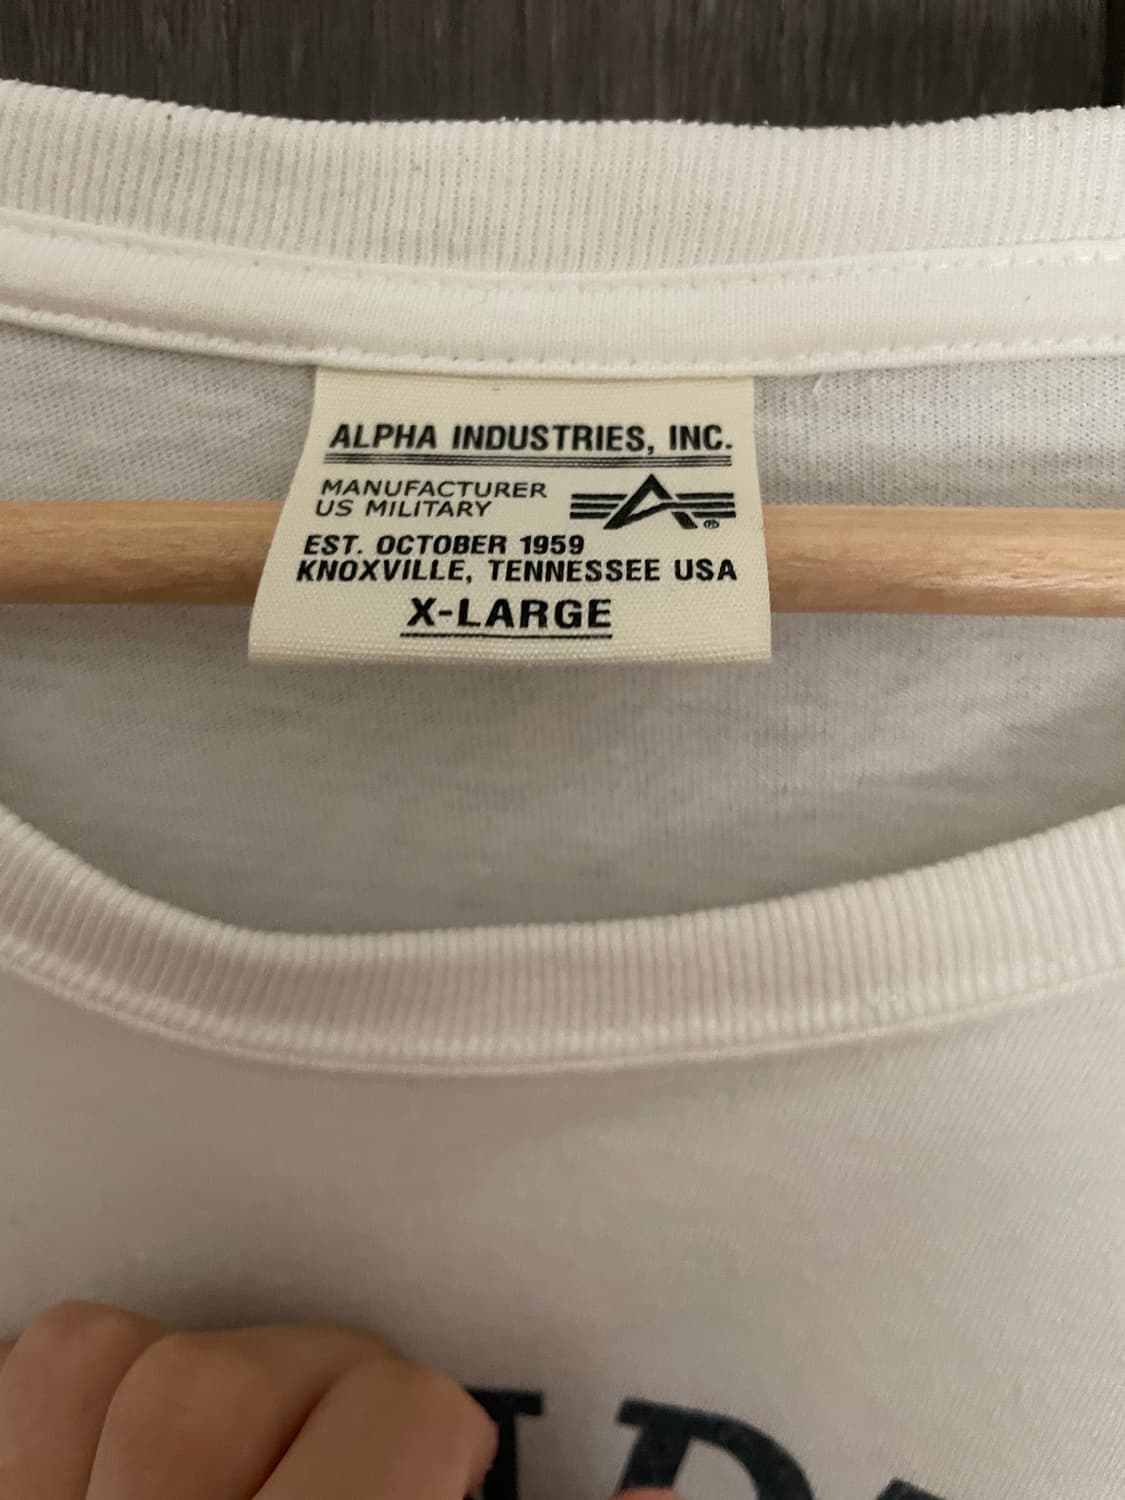 ALPHA INDUSTRIES, INC.
MANUFACTURER
US MILITARY
®
EST. OCTOBER 1959
KNOXVILLE, TENNESSEE USA
X-LARGE